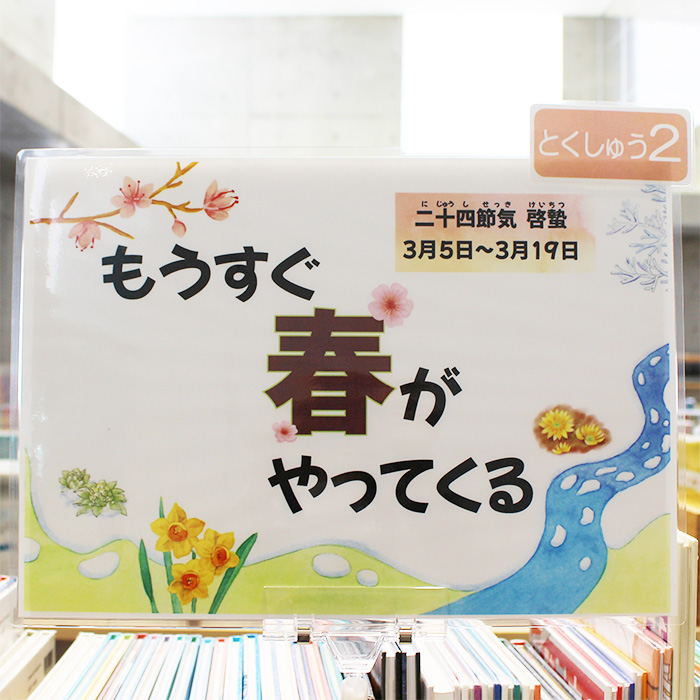 とくしゅう2
にじゅうしせっき けいちつ
二十四節気 啓蟄
3月5日～3月19日
もうすぐ
春が
やってくる